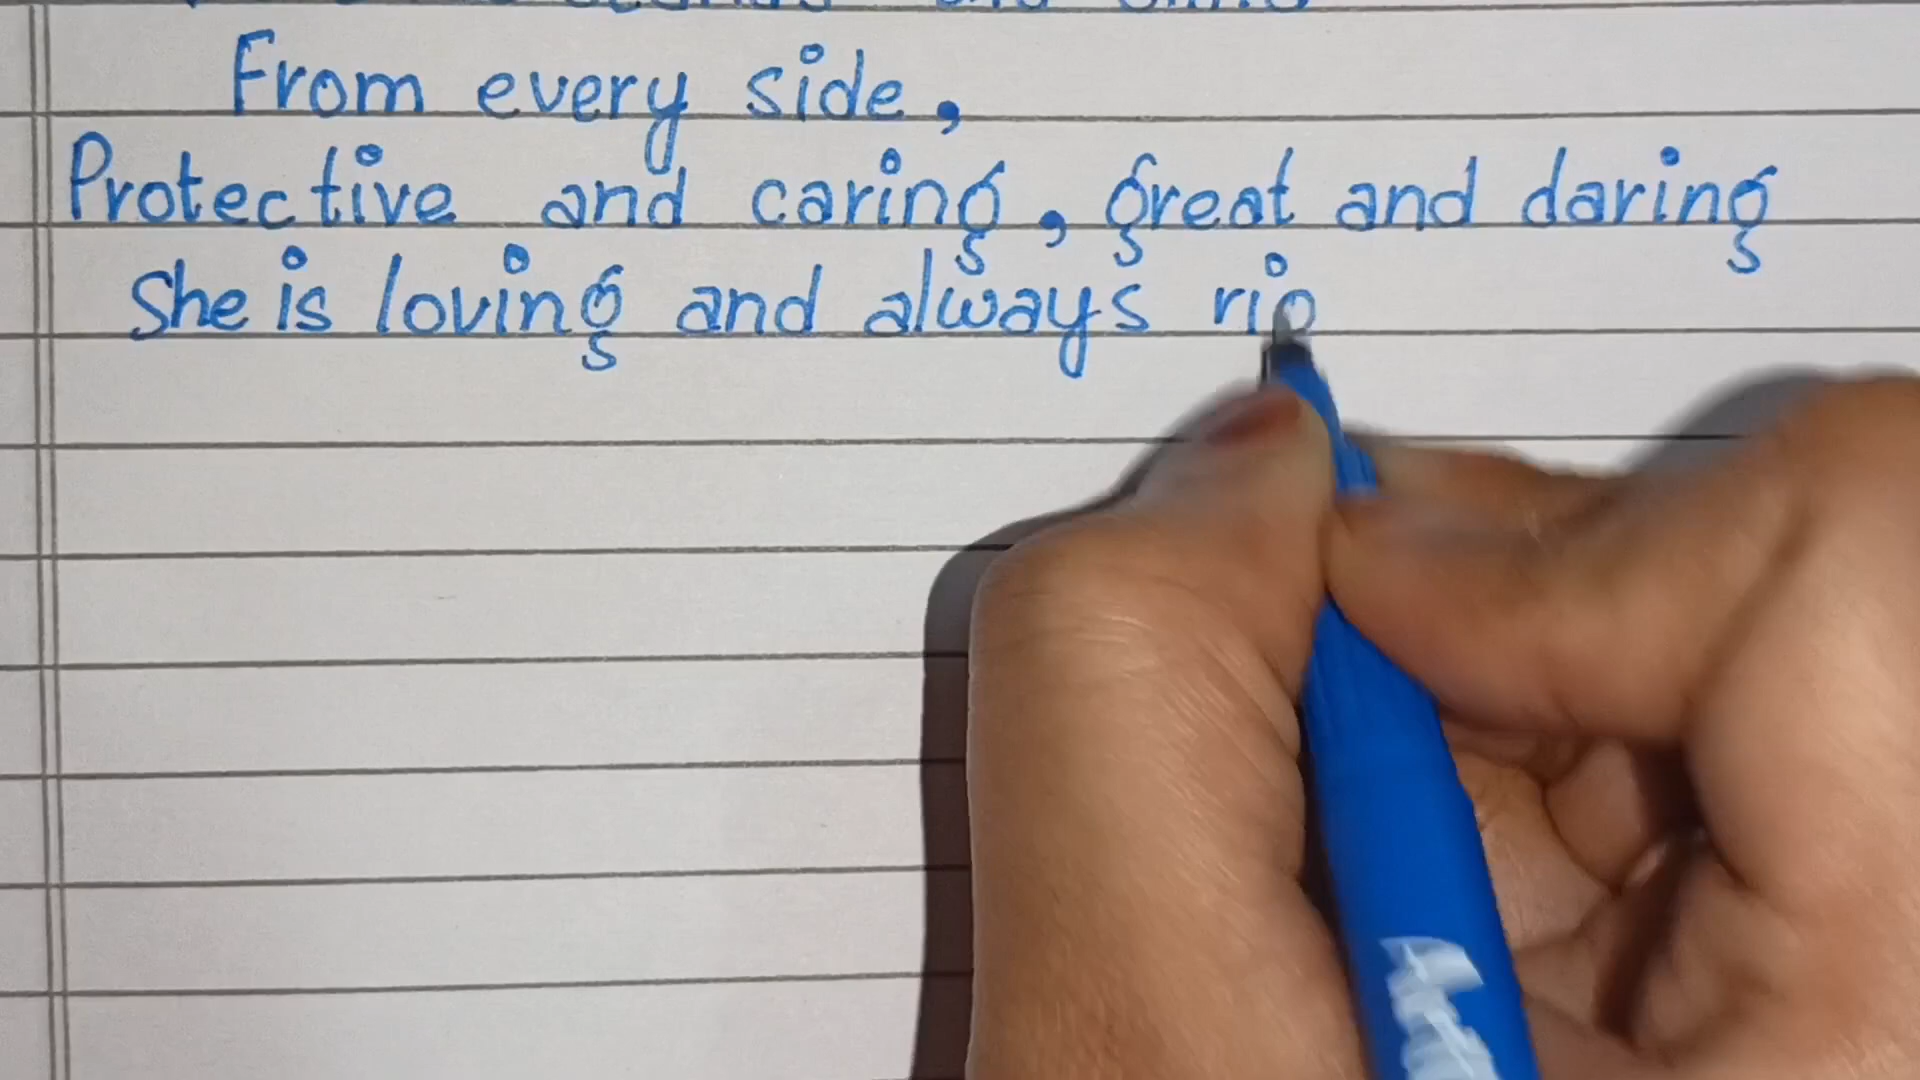 From every side,
Protective and caring, great and daring
She is loving and always